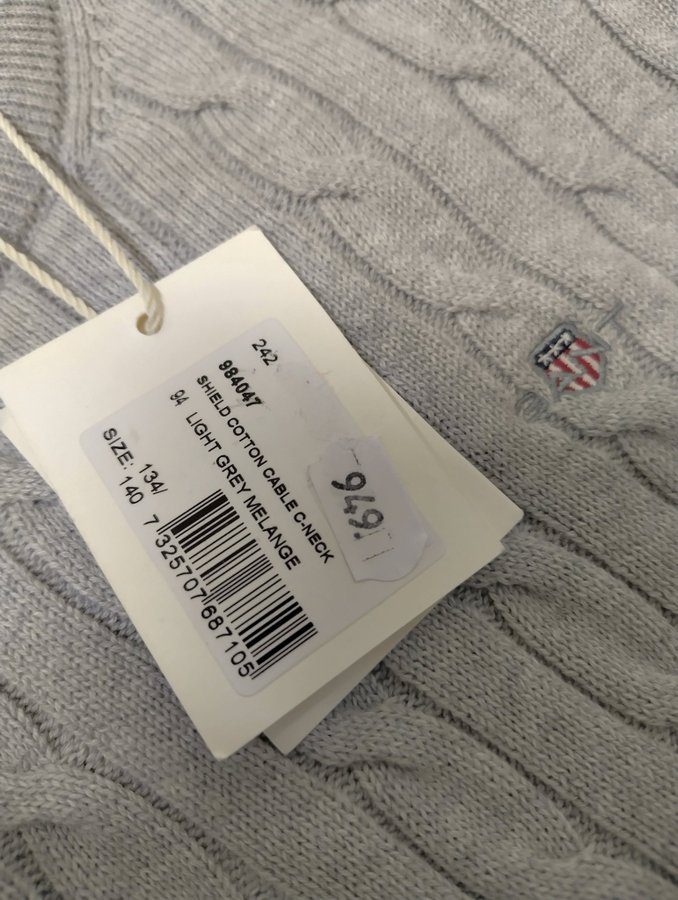 242
984047
SHIELD COTTON CABLE C-NECK
94 LIGHT GREY MELANGE
SIZE: 134/
140
7 325707 687105
949.